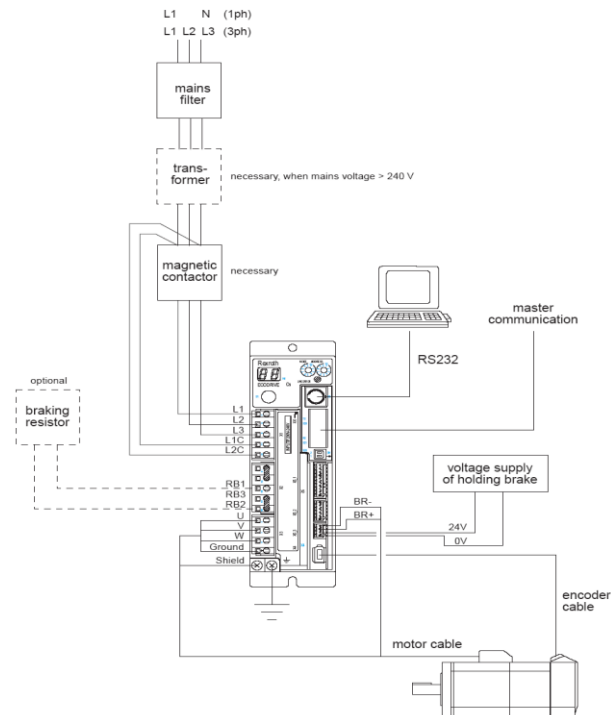 L1 N (1ph)
L1 L2 L3 (3ph)
mains
filter
trans-
former
necessary, when mains voltage > 240 V
magnetic
contactor
necessary
master
communication
RS232
optional
braking
resistor
L1
L2
L3
L1C
L2C
RB1
RB3
RB2
U
V
W
Ground
Shield
voltage supply
of holding brake
BR-
BR+
24V
0V
encoder
cable
motor cable